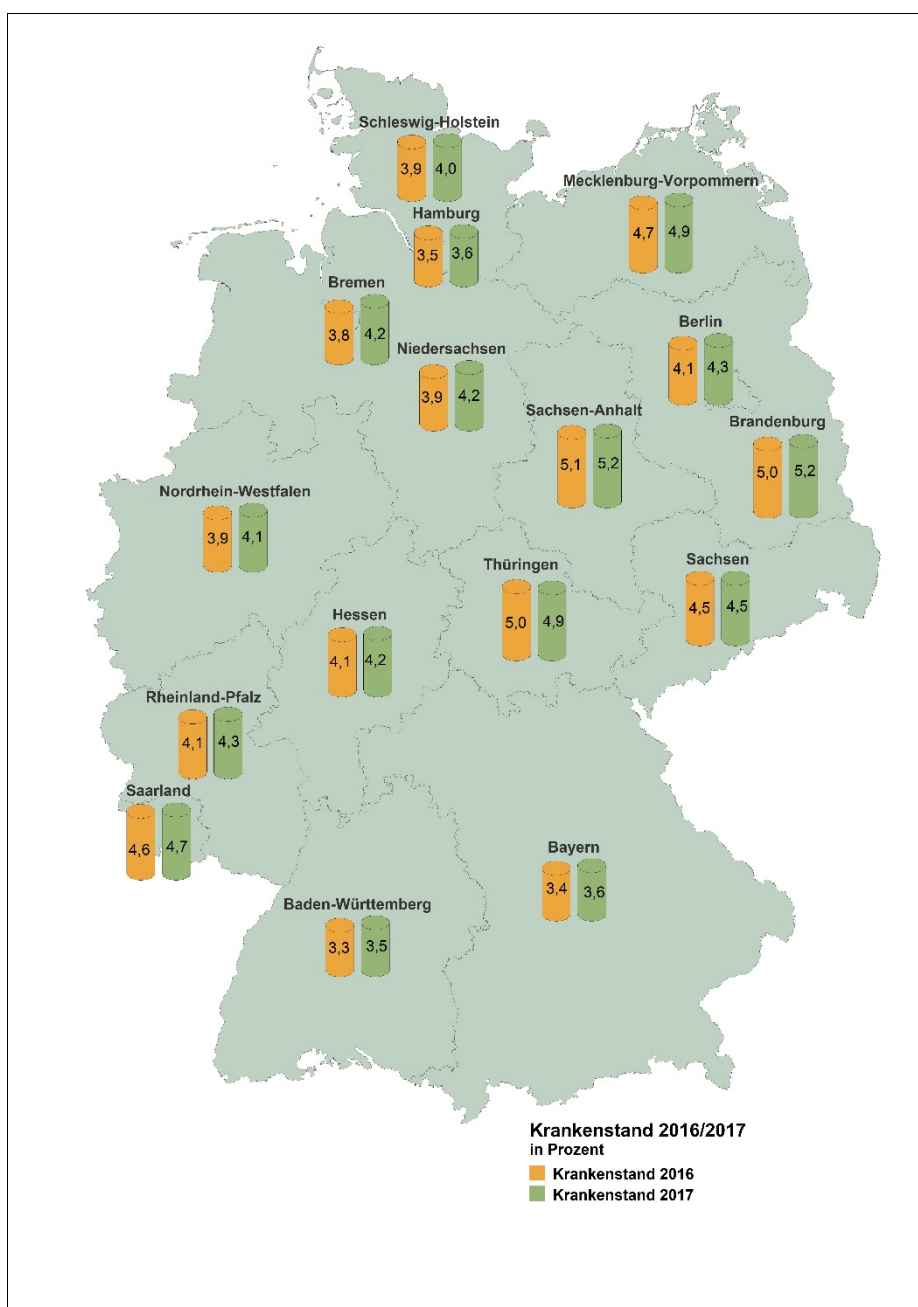 Schleswig-Holstein
3,9 4,0
Mecklenburg-Vorpommern
4,7 4,9
Hamburg
3,5 3,6
Bremen
3,8 4,2
Berlin
4,1 4,3
Niedersachsen
3,9 4,2
Sachsen-Anhalt
5,1 5,2
Brandenburg
5,0 5,2
Nordrhein-Westfalen
3,9 4,1
Thüringen
5,0 4,9
Sachsen
4,5 4,5
Hessen
4,1 4,2
Rheinland-Pfalz
4,1 4,3
Saarland
4,6 4,7
Bayern
3,4 3,6
Baden-Württemberg
3,3 3,5
Krankenstand 2016/2017
in Prozent
Krankenstand 2016
Krankenstand 2017